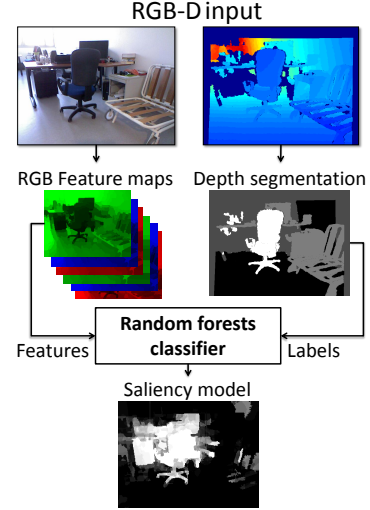 RGB-D input
RGB Feature maps
Depth segmentation
Random forests
classifier
Features
Labels
Saliency model